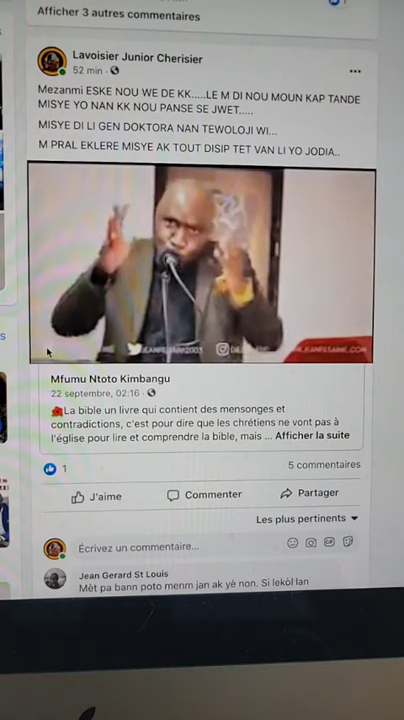 Afficher 3 autres commentaires
Lavoisier Junior Cherisier
52 min ·
Mezanmi ESKE NOU WE DE KK.....LE M DI NOU MOUN KAP TANDE
MISYE YO NAN KK NOU PANSE SE JWET.....
MISYE DI LI GEN DOKTORA NAN TEWOLOJI WI...
M PRAL EKLERE MISYE AK TOUT DISIP TET VAN LI YO JODIA..
Mfumu Ntoto Kimbangu
22 septembre, 02:16 ·
La bible un livre qui contient des mensonges et
contradictions, c'est pour dire que les chrétiens ne vont pas à
l'église pour lire et comprendre la bible, mais ... Afficher la suite
1
5 commentaires
J'aime
Commenter
Partager
Les plus pertinents
Écrivez un commentaire...
GIF
Jean Gerard St Louis
Mèt pa bann poto menm jan ak yè non. Si lekòl lan